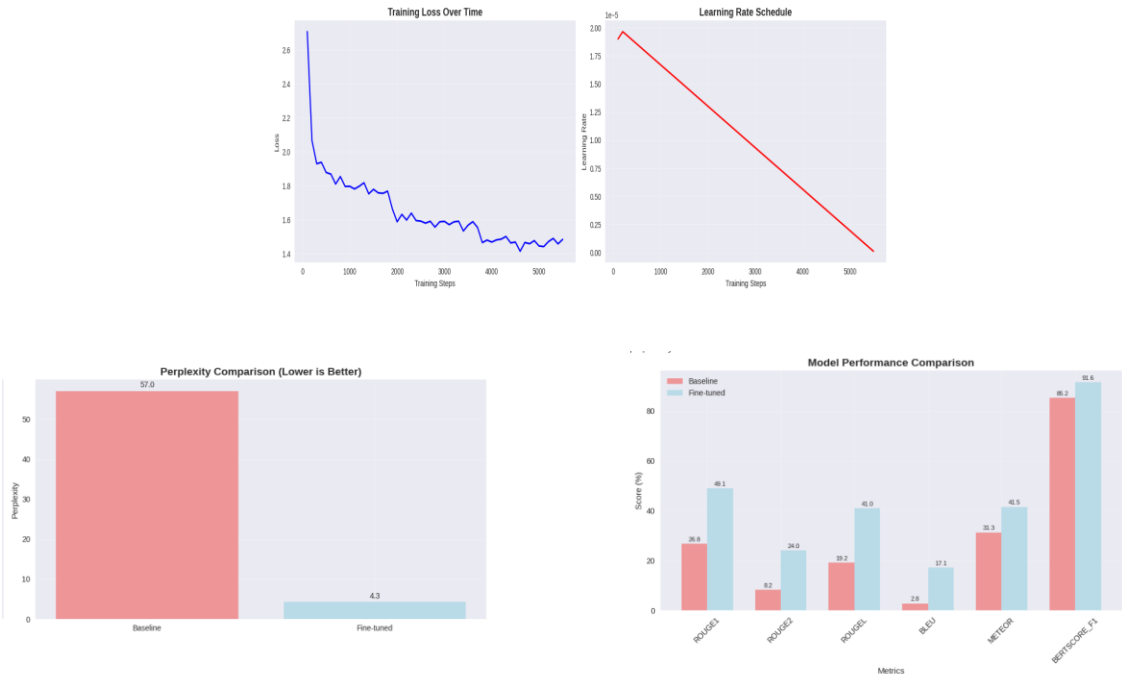 Training Loss Over Time
2.6
2.4
2.2
2.0
1.8
1.6
1.4
Loss
0 1000 2000 3000 4000 5000
Training Steps
Learning Rate Schedule
1e−5
2.00
1.75
1.50
1.25
1.00
0.75
0.50
0.25
0.00
Learning Rate
0 1000 2000 3000 4000 5000
Training Steps
Perplexity Comparison (Lower is Better)
57.0
4.3
50
40
30
20
10
0
Perplexity
Baseline Fine-tuned
Model Performance Comparison
Baseline
Fine-tuned
80
60
40
20
0
Score (%)
26.8 49.1
8.2 24.0
19.2 41.0
2.8 17.1
31.3 41.5
85.2 91.6
ROUGE1 ROUGE2 ROUGEL BLEU METEOR BERTSCORE_F1
Metrics